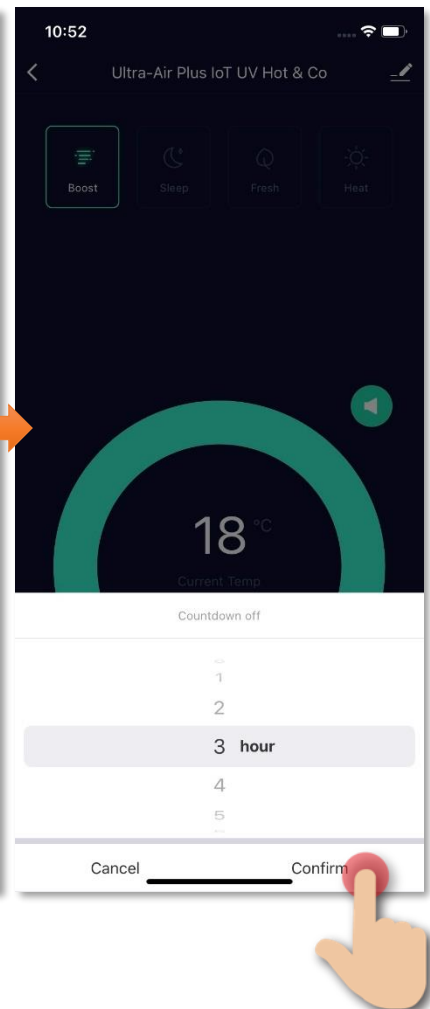 10:52
Ultra-Air Plus IoT UV Hot & Co
Boost Sleep Fresh Heat
18 °C
Current Temp
Countdown off
1
2
3 hour
4
5
Cancel Confirm